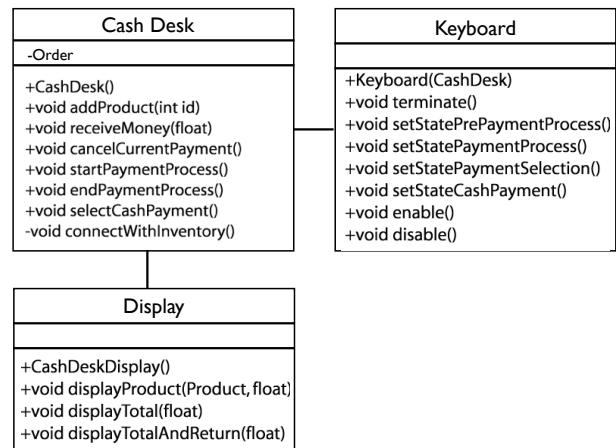 Cash Desk
-Order
+CashDesk()
+void addProduct(int id)
+void receiveMoney(float)
+void cancelCurrentPayment()
+void startPaymentProcess()
+void endPaymentProcess()
+void selectCashPayment()
-void connectWithInventory()
Keyboard
+Keyboard(CashDesk)
+void terminate()
+void setStatePrePaymentProcess()
+void setStatePaymentProcess()
+void setStatePaymentSelection()
+void setStateCashPayment()
+void enable()
+void disable()
Display
+CashDeskDisplay()
+void displayProduct(Product, float)
+void displayTotal(float)
+void displayTotalAndReturn(float)